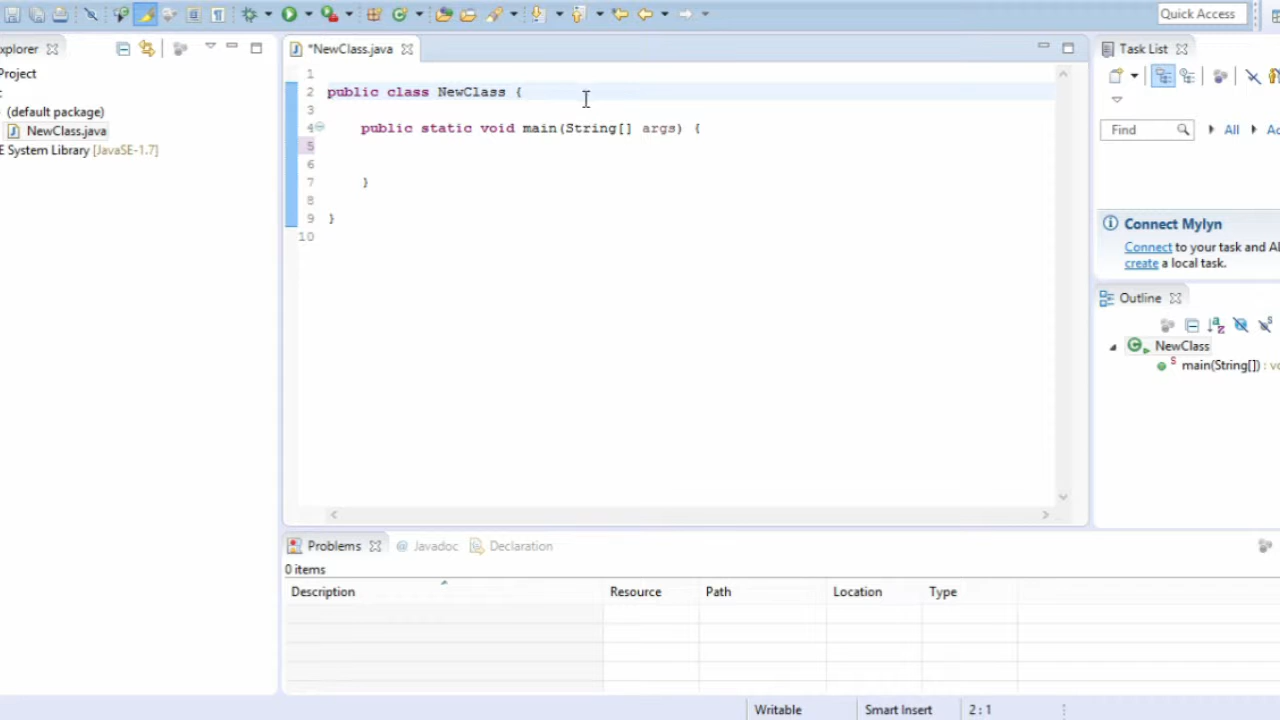 Quick Access
xplorer
*NewClass.java
Task List
Project
(default package)
NewClass.java
E System Library [JavaSE-1.7]
1
2 public class NewClass {
3
4 public static void main(String[] args) {
5
6
7 }
8
9 }
10
Find
All
Connect Mylyn
Connect to your task and
create a local task.
Outline
NewClass
main(String[]) :
Problems
@ Javadoc
Declaration
0 items
Description
Resource
Path
Location
Type
Writable
Smart Insert
2 : 1